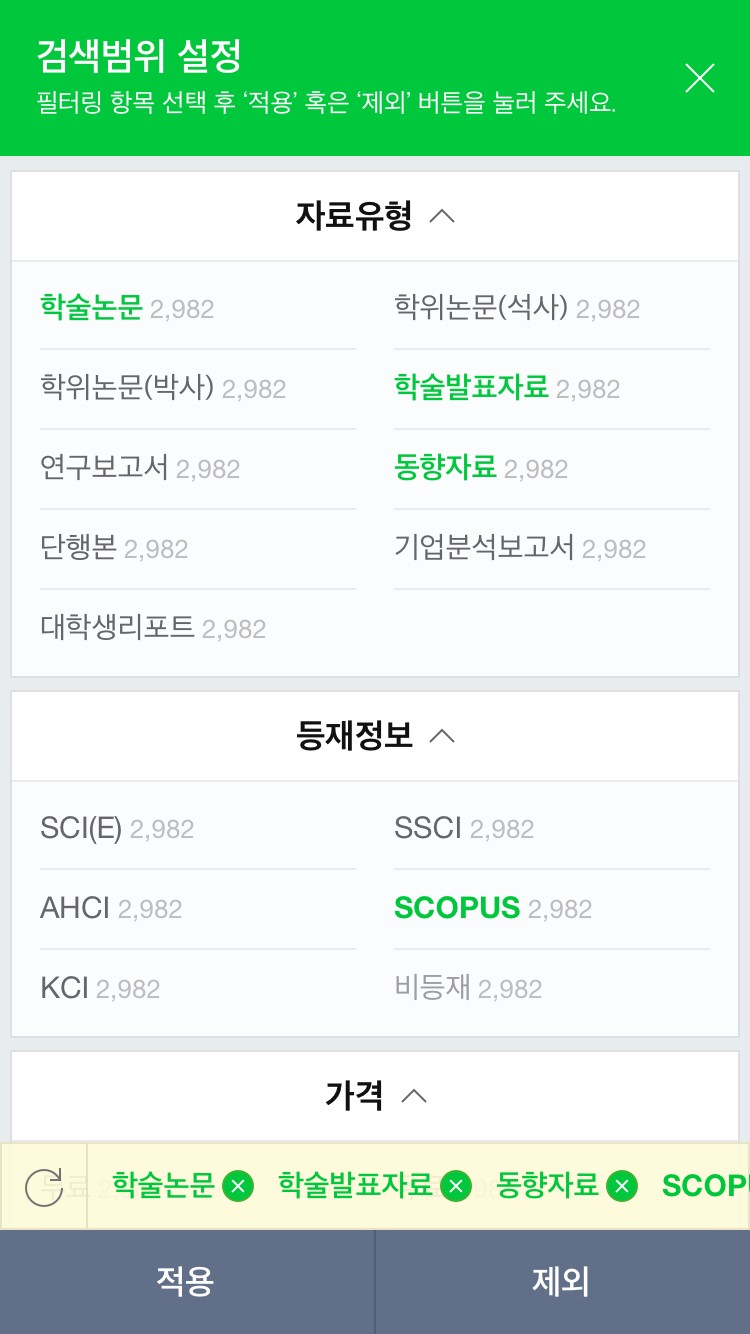 검색범위 설정
필터링 항목 선택 후 ‘적용’ 혹은 ‘제외’ 버튼을 눌러 주세요.
자료유형
학술논문 2,982
학위논문(석사) 2,982
학위논문(박사) 2,982
학술발표자료 2,982
연구보고서 2,982
동향자료 2,982
단행본 2,982
기업분석보고서 2,982
대학생리포트 2,982
등재정보
SCI(E) 2,982
SSCI 2,982
AHCI 2,982
SCOPUS 2,982
KCI 2,982
비등재 2,982
가격
학술논문 학술발표자료 동향자료 SCOP
적용
제외